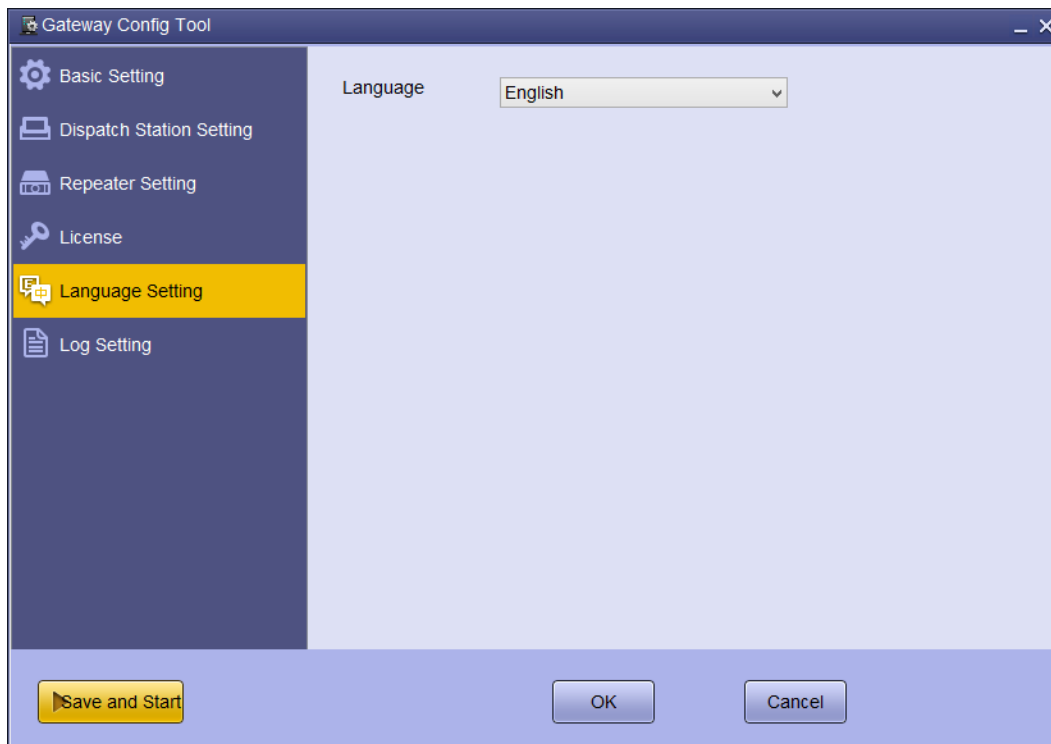 Gateway Config Tool
Basic Setting
Dispatch Station Setting
Repeater Setting
License
Language Setting
Log Setting
Language
English
Save and Start
OK
Cancel